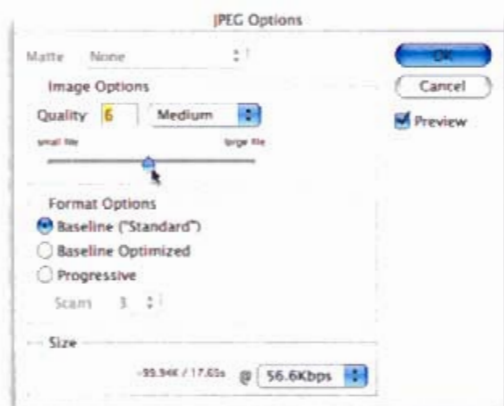 JPEG Options
Matte None
OK
Image Options
Cancel
Quality 6 Medium
Preview
small file large file
Format Options
Baseline ("Standard")
Baseline Optimized
Progressive
Scans 3
Size
@ 56.6Kbps